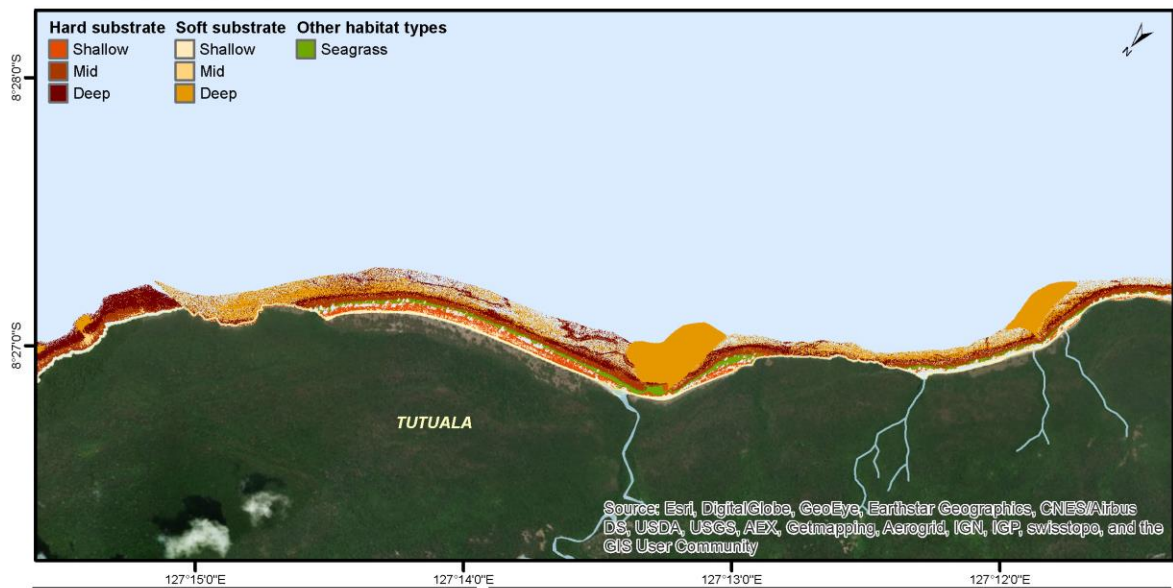 Hard substrate Soft substrate Other habitat types
Shallow Shallow Seagrass
Mid Mid
Deep Deep
N
8°28'0"S
8°27'0"S
TUTUALA
Source: Esri, DigitalGlobe, GeoEye, Earthstar Geographics, CNES/Airbus
DS, USDA, USGS, AEX, Getmapping, Aerogrid, IGN, IGP, swisstopo, and the
GIS User Community
127°15'0"E 127°14'0"E 127°13'0"E 127°12'0"E